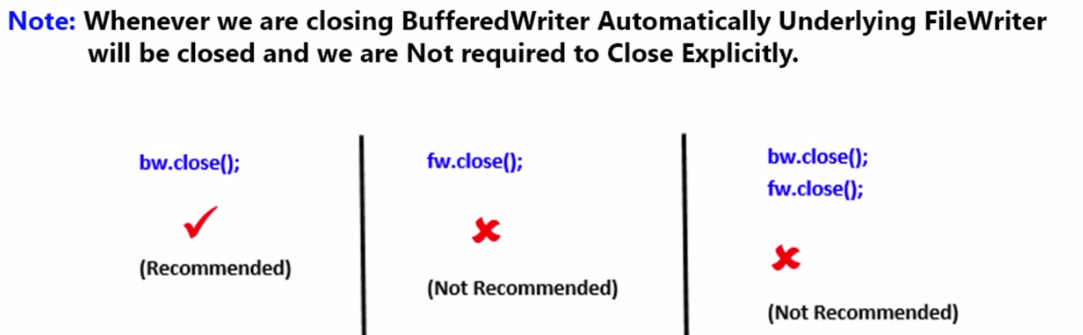 Note: Whenever we are closing BufferedWriter Automatically Underlying FileWriter
will be closed and we are Not required to Close Explicitly.
bw.close();
(Recommended)
fw.close();
(Not Recommended)
bw.close();
fw.close();
(Not Recommended)